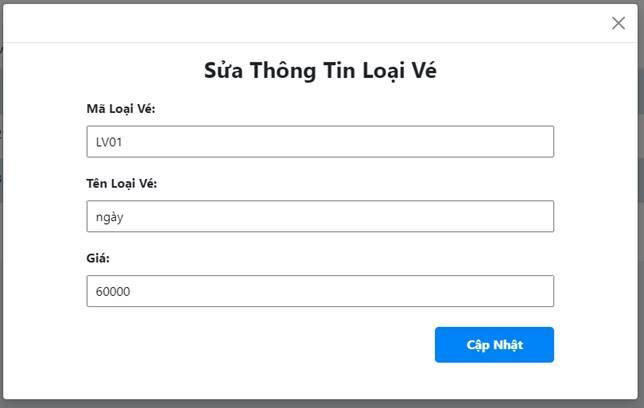 Sửa Thông Tin Loại Vé
Mã Loại Vé:
LV01
Tên Loại Vé:
ngày
Giá:
60000
Cập Nhật